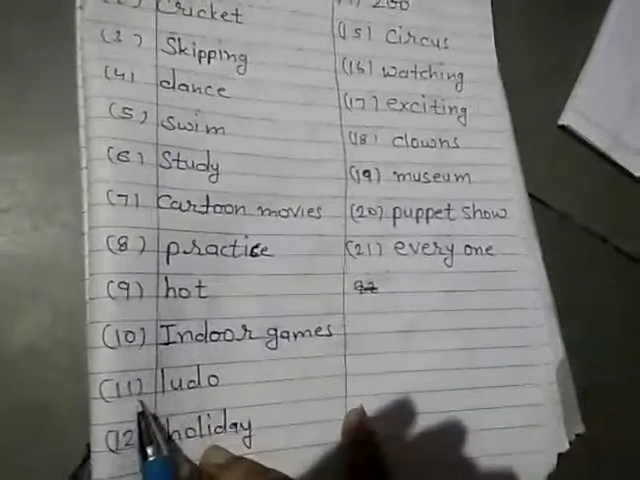 Cricket
(3) Skipping
(4) dance
(5) Swim
(6) Study
(7) Cartoon movies
(8) practice
(9) hot
(10) Indoor games
(11) ludo
(12 holiday
(15) Circus
(16) watching
(17) exciting
(18) clowns
(19) museum
(20) puppet show
(21) every one